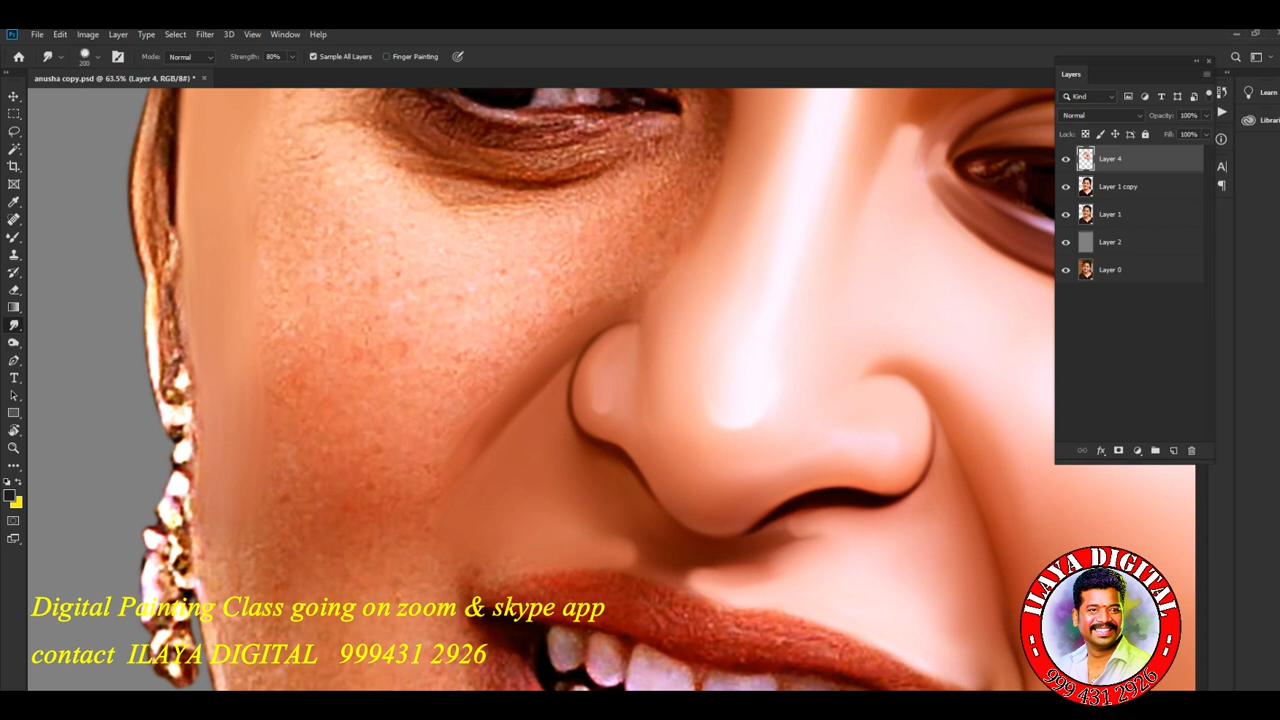 Ps File Edit Image Layer Type Select Filter 3D View Window Help
200 Mode: Normal Strength: 80% Sample All Layers Finger Painting
anusha copy.psd @ 63.5% (Layer 4, RGB/8#) * ×
Layers
Kind
Normal Opacity: 100%
Lock: Fill: 100%
Layer 4
Layer 1 copy
Layer 1
Layer 2
Layer 0
fx
Learn
Digital Painting Class going on zoom & skype app
contact ILAYA DIGITAL 999431 2926
ILAYA DIGITAL
999 431 2926